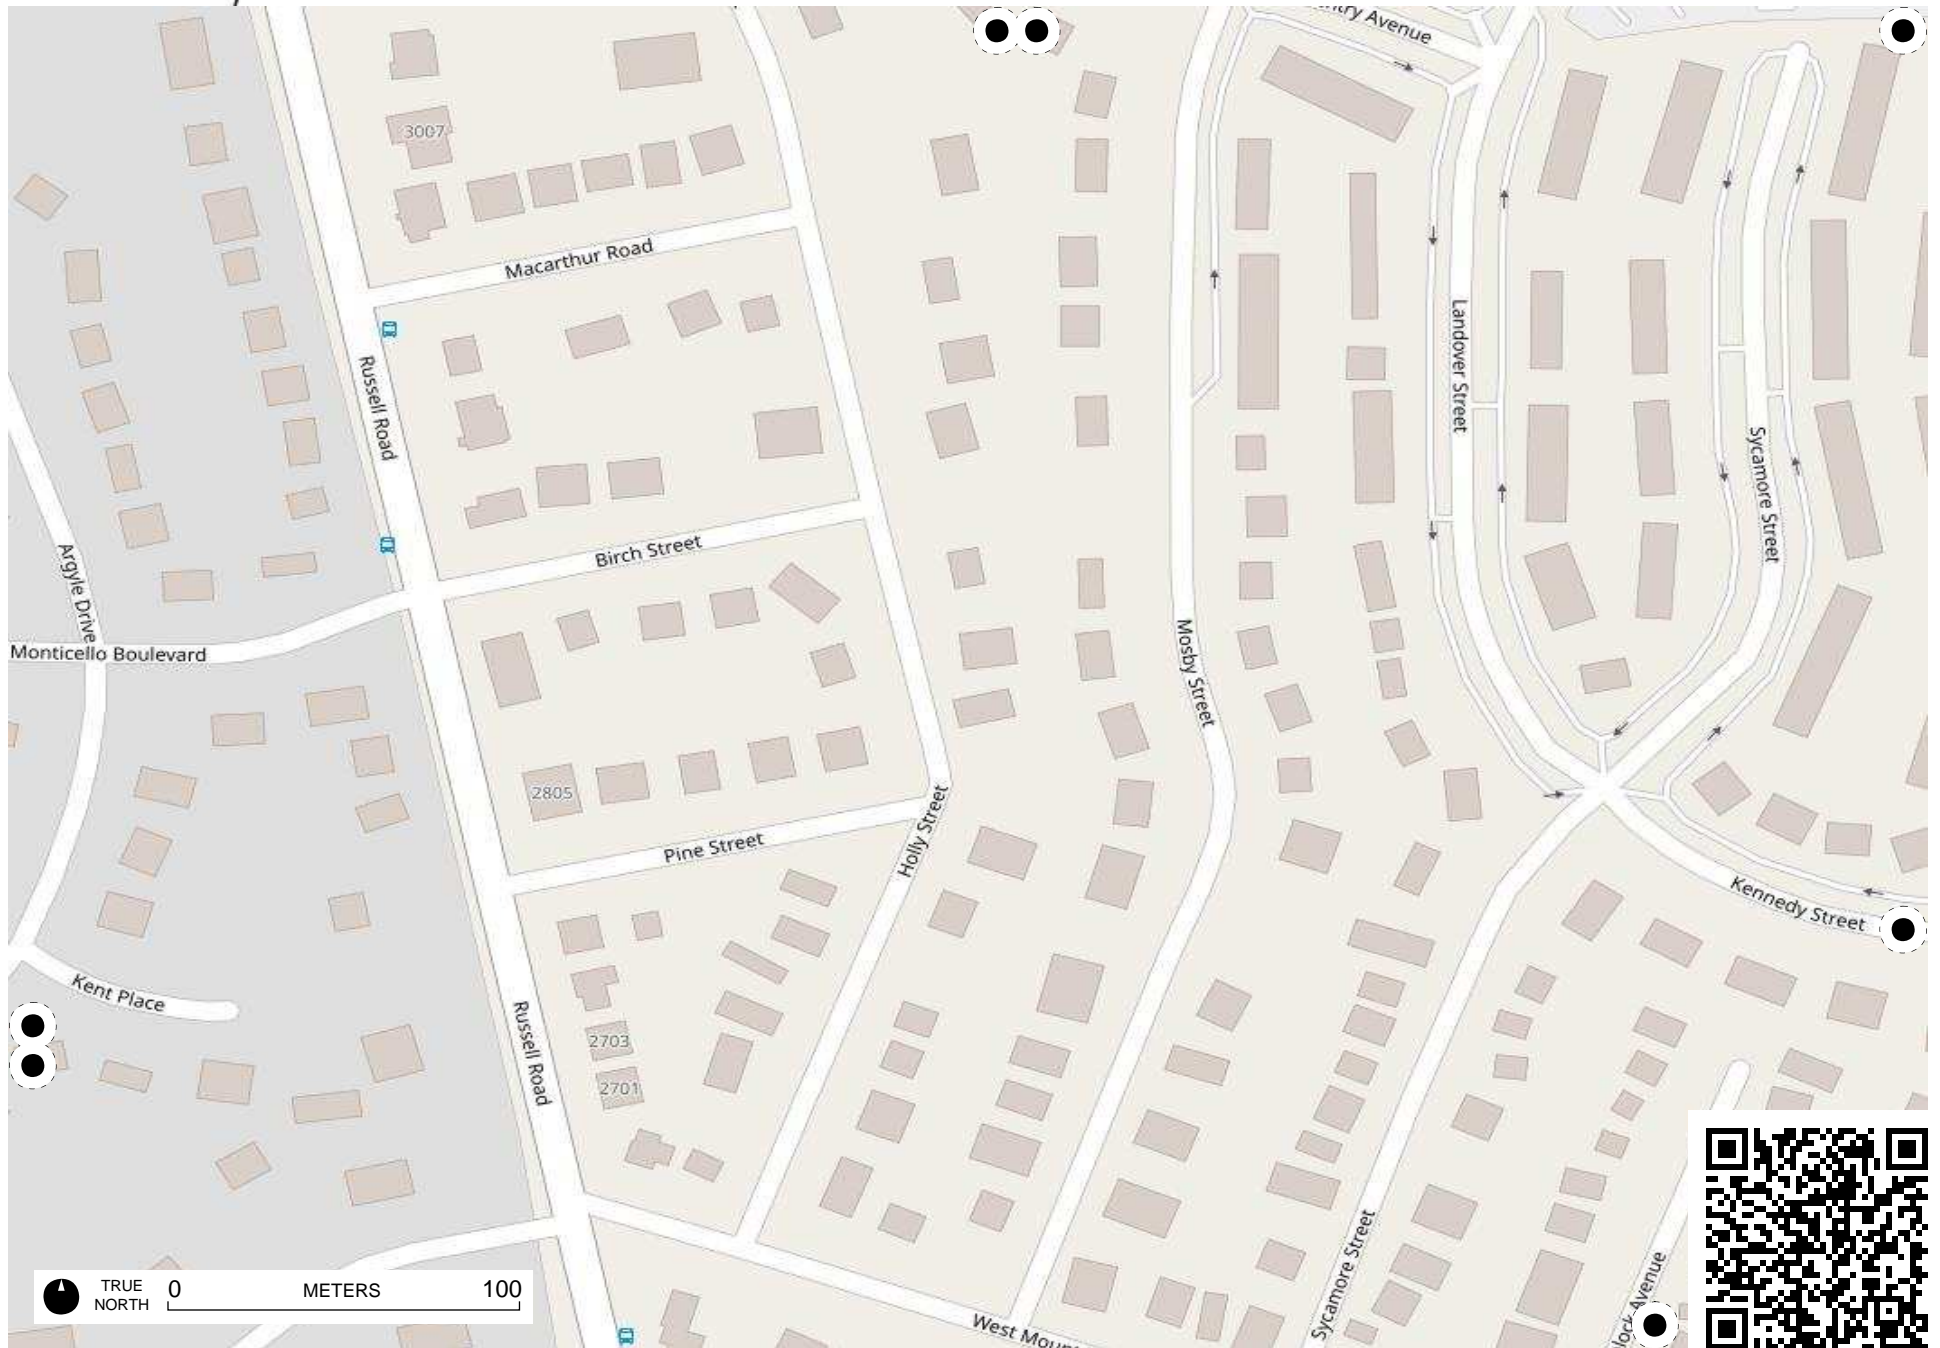 ntry Avenue
3007
Macarthur Road
Russell Road
Landover Street
Sycamore Street
Birch Street
Argyle Drive
Monticello Boulevard
Mosby Street
2805
Pine Street
Holly Street
Kennedy Street
Kent Place
Russell Road
2703
2701
Sycamore Street
lock Avenue
West Moun
TRUE
NORTH
0 METERS 100